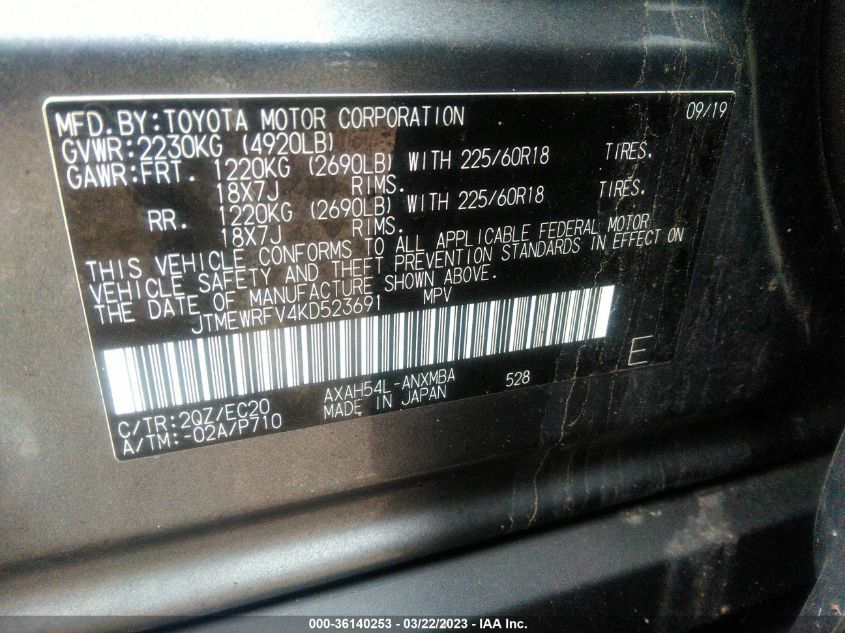 MFD.BY:TOYOTA MOTOR CORPORATION 09/19
GVWR:2230KG (4920LB)
GAWR:FRT. 1220KG (2690LB) WITH 225/60R18 TIRES.
18X7J RIMS.
RR. 1220KG (2690LB) WITH 225/60R18 TIRES.
18X7J RIMS.
THIS VEHICLE CONFORMS TO ALL APPLICABLE FEDERAL MOTOR
VEHICLE SAFETY AND THEFT PREVENTION STANDARDS IN EFFECT ON
THE DATE OF MANUFACTURE SHOWN ABOVE.
JTMEWRFV4KD523691 MPV
E
C/TR:2QZ/EC20 AXAH54L-ANXMBA 528
A/TM:-02A/P710 MADE IN JAPAN
000-36140253 - 03/22/2023 - IAA Inc.